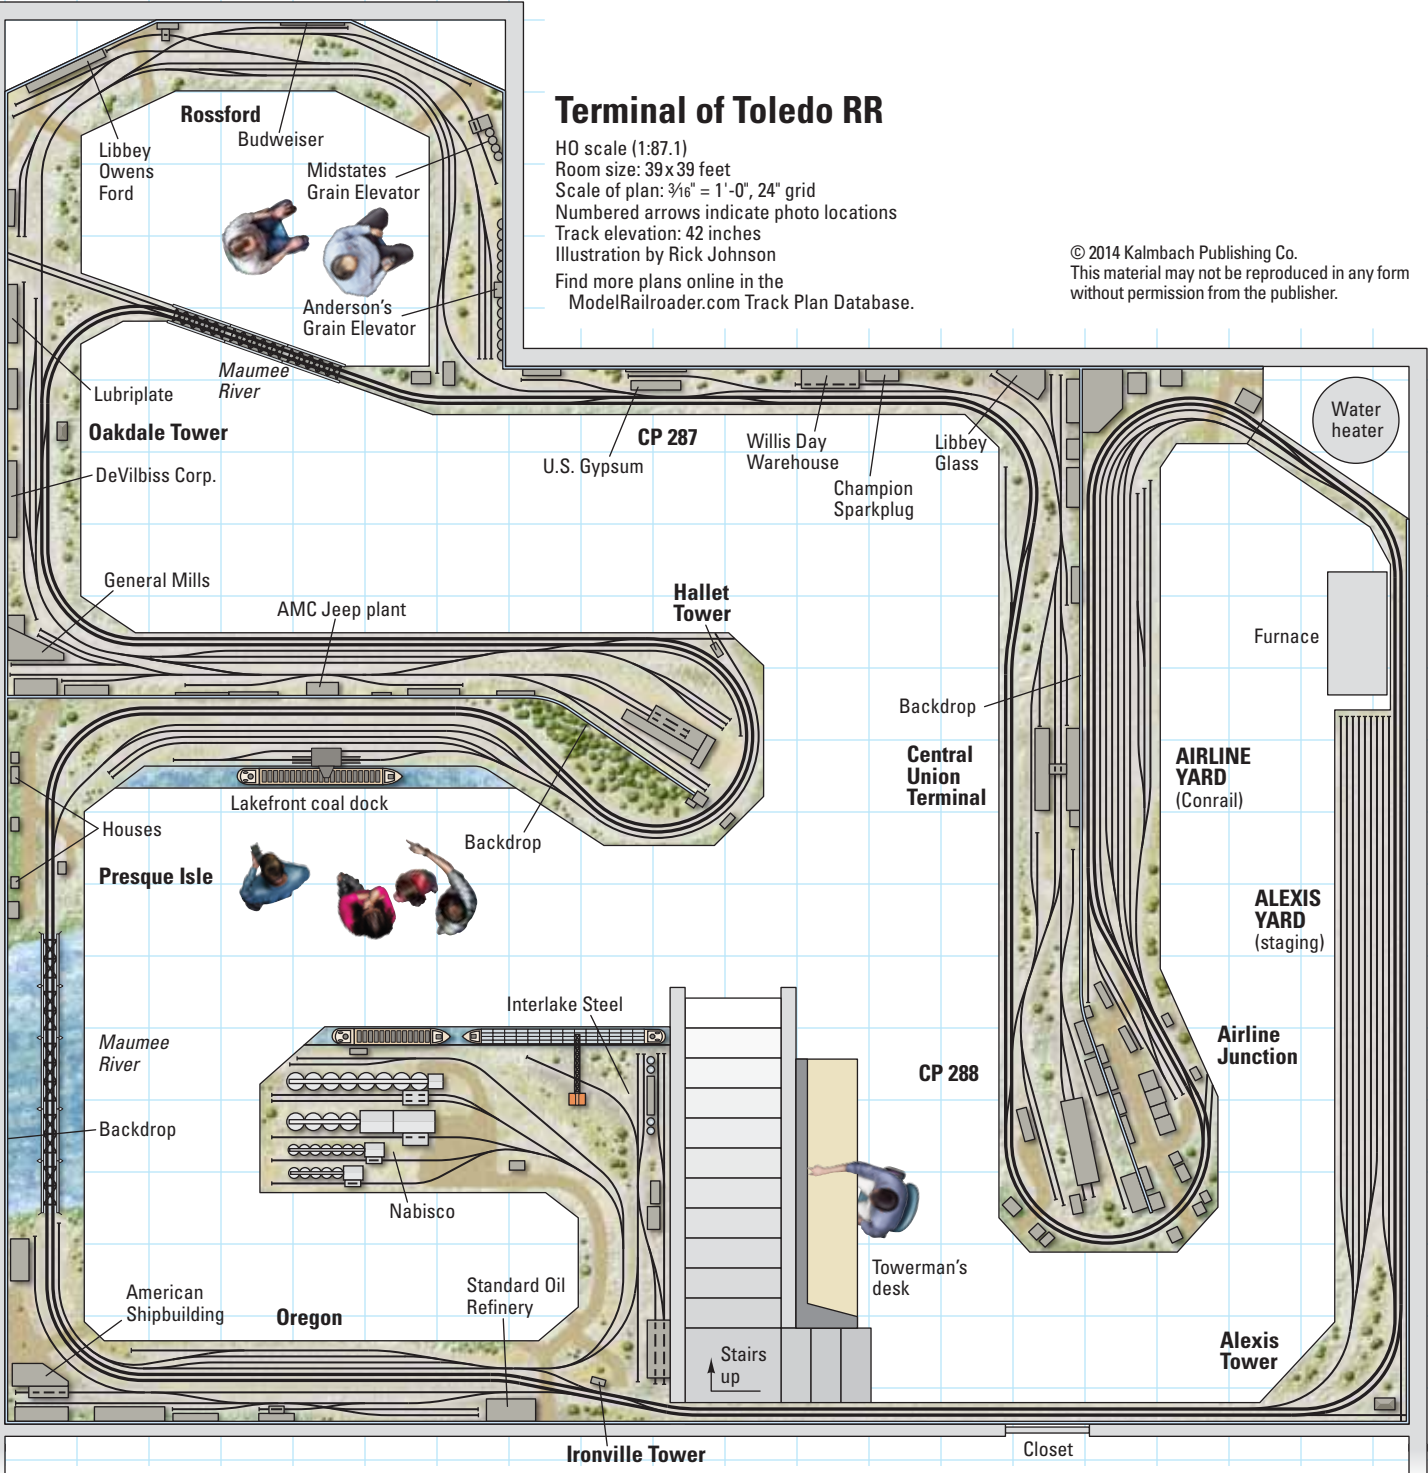 Terminal of Toledo RR
HO scale (1:87.1)
Room size: 39 x 39 feet
Scale of plan: 3⁄16" = 1'-0", 24" grid
Numbered arrows indicate photo locations
Track elevation: 42 inches
Illustration by Rick Johnson
Find more plans online in the
ModelRailroader.com Track Plan Database.
© 2014 Kalmbach Publishing Co.
This material may not be reproduced in any form
without permission from the publisher.
Rossford
Budweiser
Libbey
Owens
Ford
Midstates
Grain Elevator
Anderson's
Grain Elevator
Maumee
River
Lubriplate
Oakdale Tower
DeVilbiss Corp.
CP 287
U.S. Gypsum
Willis Day
Warehouse
Champion
Sparkplug
Libbey
Glass
Water
heater
General Mills
AMC Jeep plant
Hallet
Tower
Furnace
Backdrop
Central
Union
Terminal
AIRLINE
YARD
(Conrail)
Lakefront coal dock
Houses
Backdrop
Presque Isle
ALEXIS
YARD
(staging)
Interlake Steel
Maumee
River
Airline
Junction
CP 288
Backdrop
Nabisco
Towerman's
desk
American
Shipbuilding
Oregon
Standard Oil
Refinery
Stairs
up
Alexis
Tower
Ironville Tower
Closet